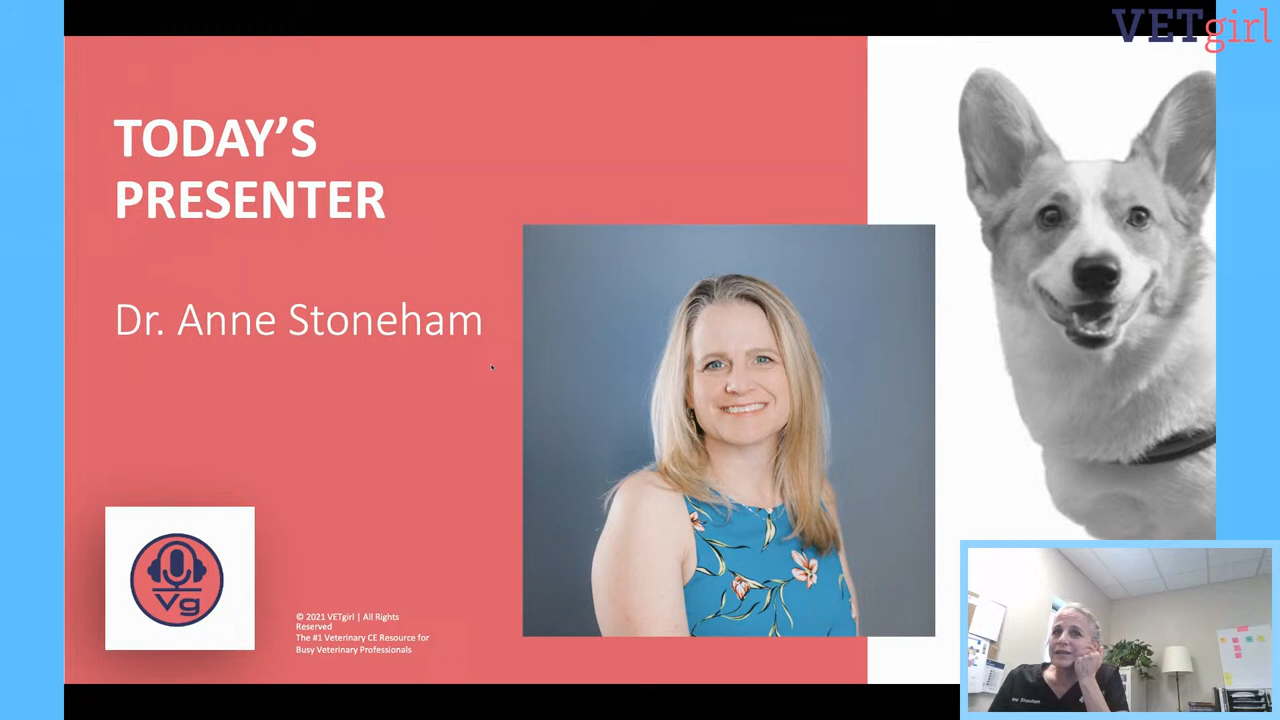 VETgirl
TODAY’S
PRESENTER
Dr. Anne Stoneham
Vg
© 2021 VETgirl | All Rights
Reserved
The #1 Veterinary CE Resource for
Busy Veterinary Professionals